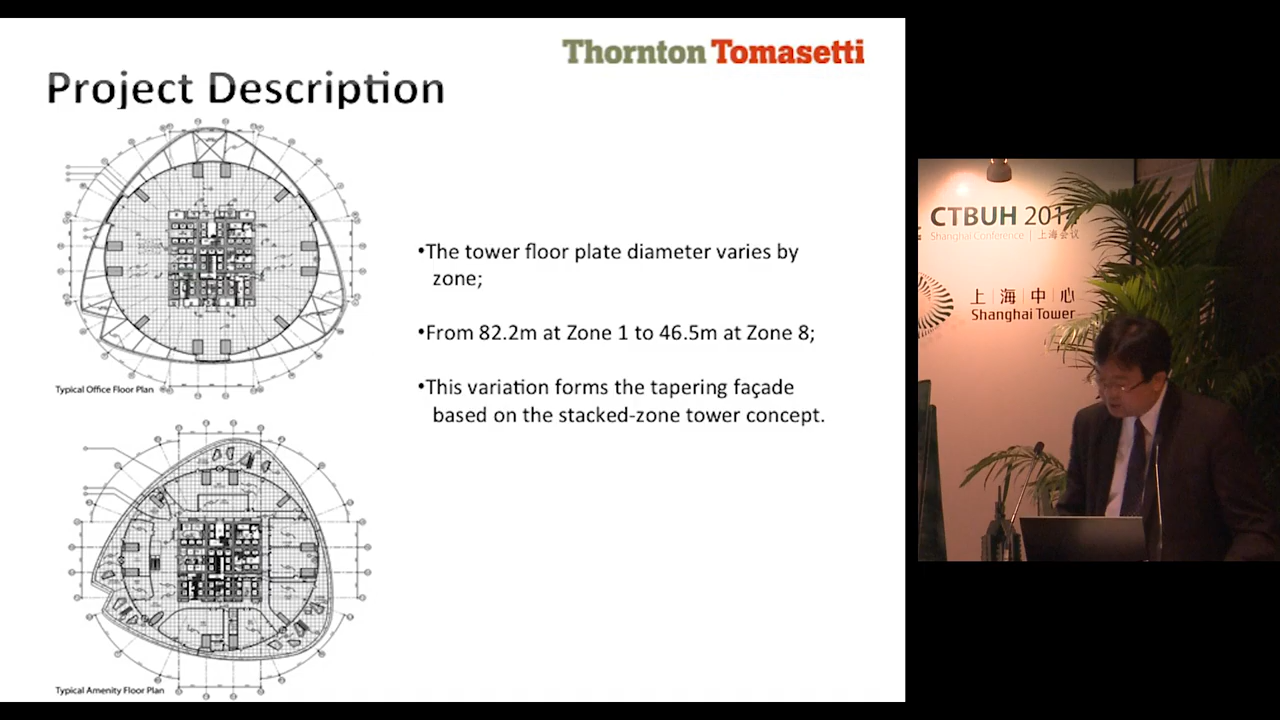 Thornton Tomasetti
Project Description
Typical Office Floor Plan
•The tower floor plate diameter varies by
zone;
•From 82.2m at Zone 1 to 46.5m at Zone 8;
•This variation forms the tapering façade
based on the stacked-zone tower concept.
Typical Amenity Floor Plan
CTBUH 2014
Shanghai Conference | 上海会议
上|海|中|心
Shanghai Tower